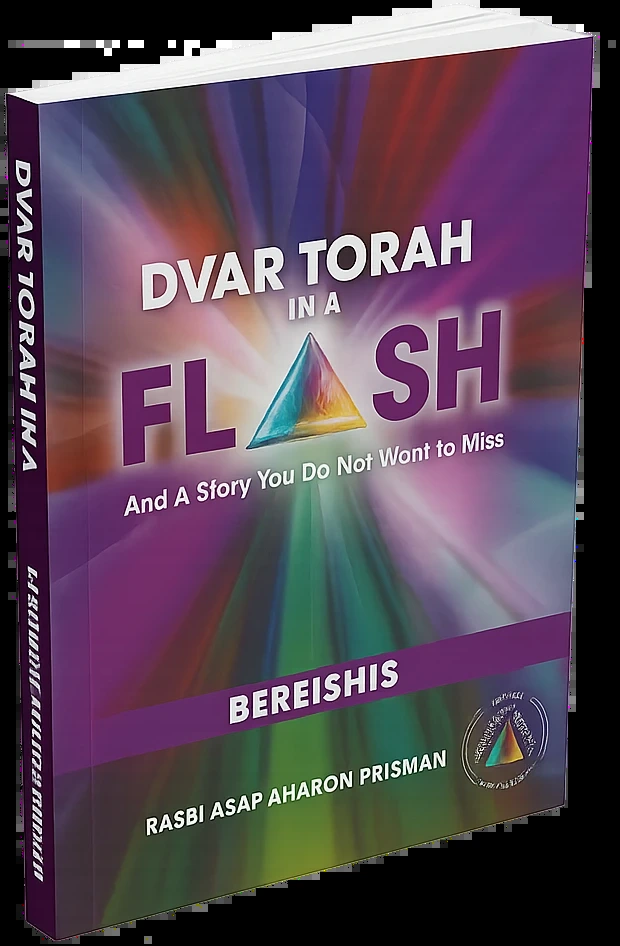 DVAR TORAH
IN A
FLASH
And A Sfory You Do Not Wont to Miss
BEREISHIS
RASBI ASAP AHARON PRISMAN
DVAR TORAH IN A